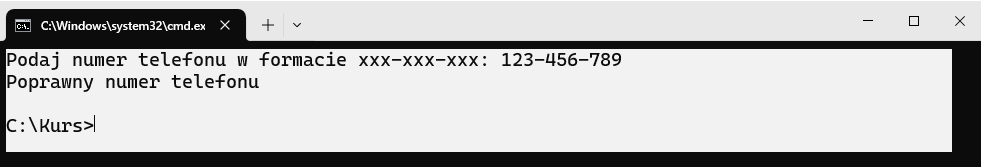 C:\Windows\system32\cmd.ex
Podaj numer telefonu w formacie xxx-xxx-xxx: 123-456-789
Poprawny numer telefonu
C:\Kurs>